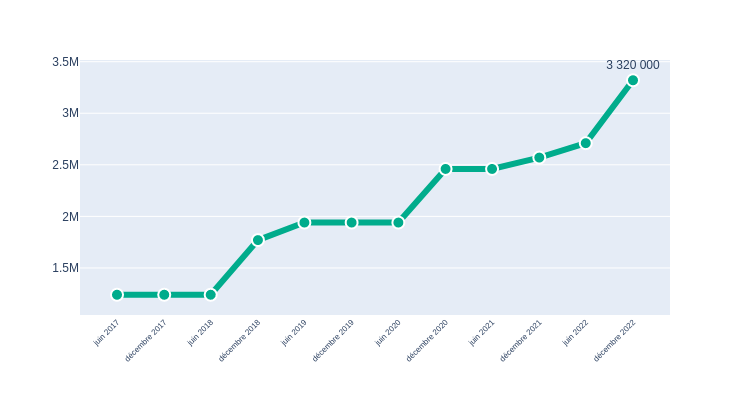 3.5M
3 320 000
3M
2.5M
2M
1.5M
juin 2017
décembre 2017
juin 2018
décembre 2018
juin 2019
décembre 2019
juin 2020
décembre 2020
juin 2021
décembre 2021
juin 2022
décembre 2022